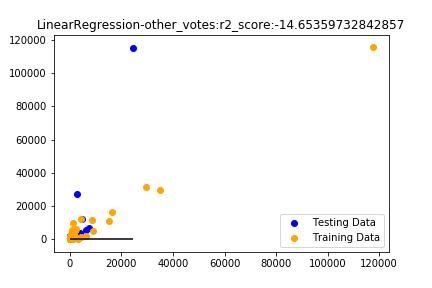 LinearRegression-other_votes:r2_score:-14.65359732842857
120000
100000
80000
60000
40000
20000
0
0 20000 40000 60000 80000 100000 120000
Testing Data
Training Data